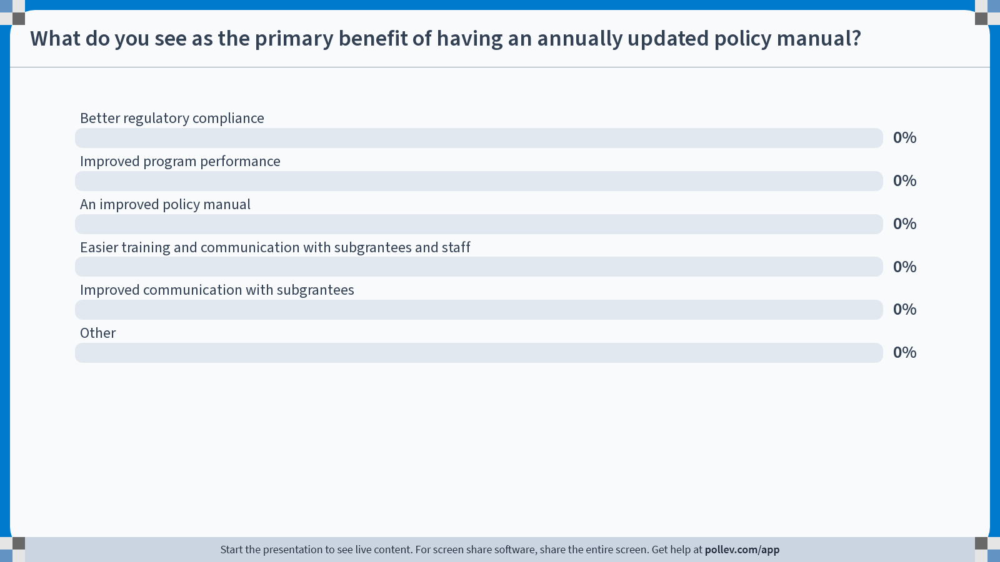 What do you see as the primary benefit of having an annually updated policy manual?
Better regulatory compliance
0%
Improved program performance
0%
An improved policy manual
0%
Easier training and communication with subgrantees and staff
0%
Improved communication with subgrantees
0%
Other
0%
Start the presentation to see live content. For screen share software, share the entire screen. Get help at pollev.com/app